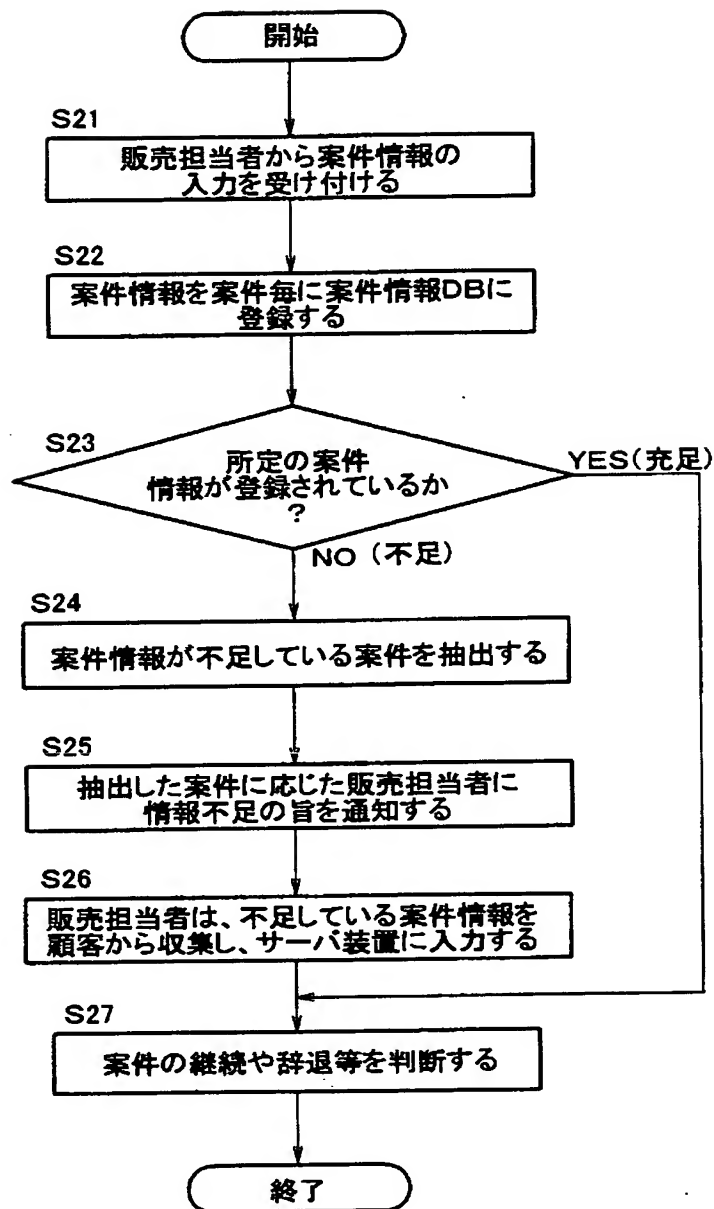 開始
S21
販売担当者から案件情報の
入力を受け付ける
S22
案件情報を案件毎に案件情報DBに
登録する
S23
所定の案件
情報が登録されているか
?
YES(充足)
NO(不足)
S24
案件情報が不足している案件を抽出する
S25
抽出した案件に応じた販売担当者に
情報不足の旨を通知する
S26
販売担当者は、不足している案件情報を
顧客から収集し、サーバ装置に入力する
S27
案件の継続や辞退等を判断する
終了